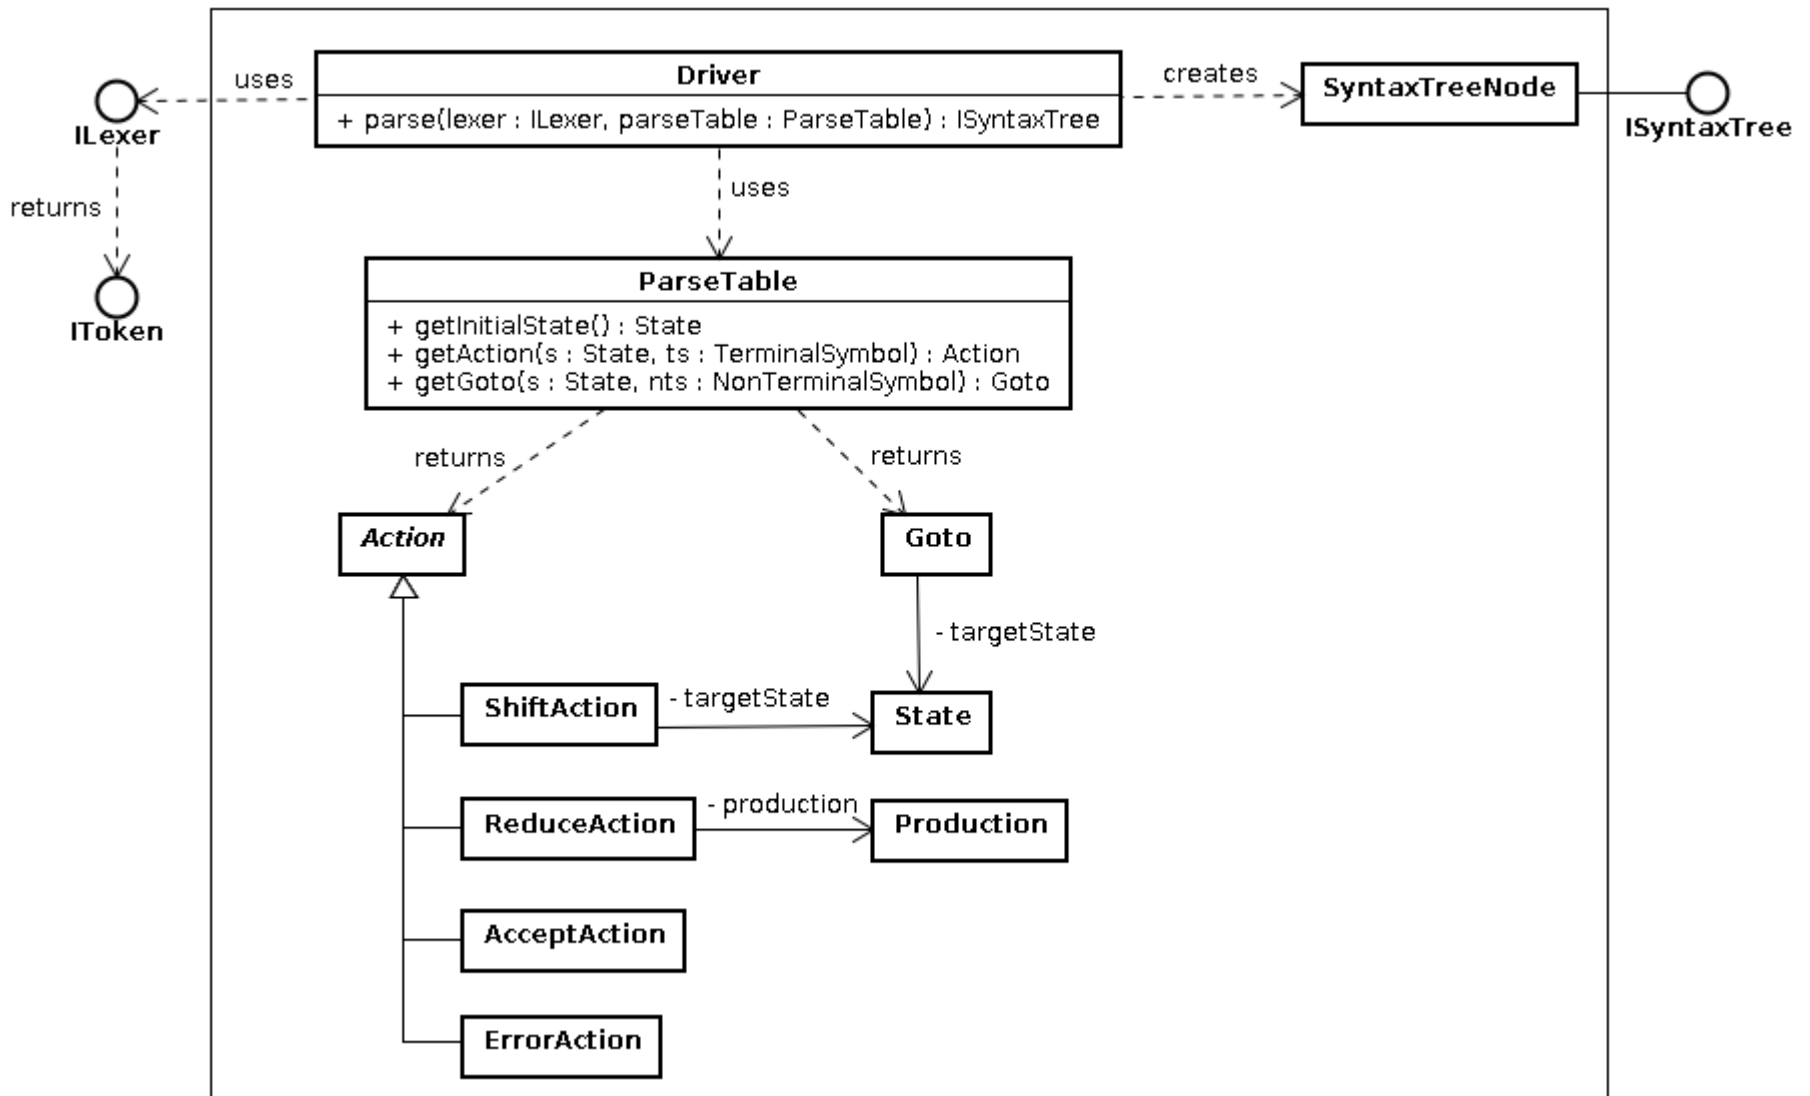 uses
Driver
creates
SyntaxTreeNode
+ parse(lexer : ILexer, parseTable : ParseTable) : ISyntaxTree
ILexer
ISyntaxTree
returns
uses
IToken
ParseTable
+ getInitialState() : State
+ getAction(s : State, ts : TerminalSymbol) : Action
+ getGoto(s : State, nts : NonTerminalSymbol) : Goto
returns
returns
Action
Goto
- targetState
ShiftAction
- targetState
State
ReduceAction
- production
Production
AcceptAction
ErrorAction